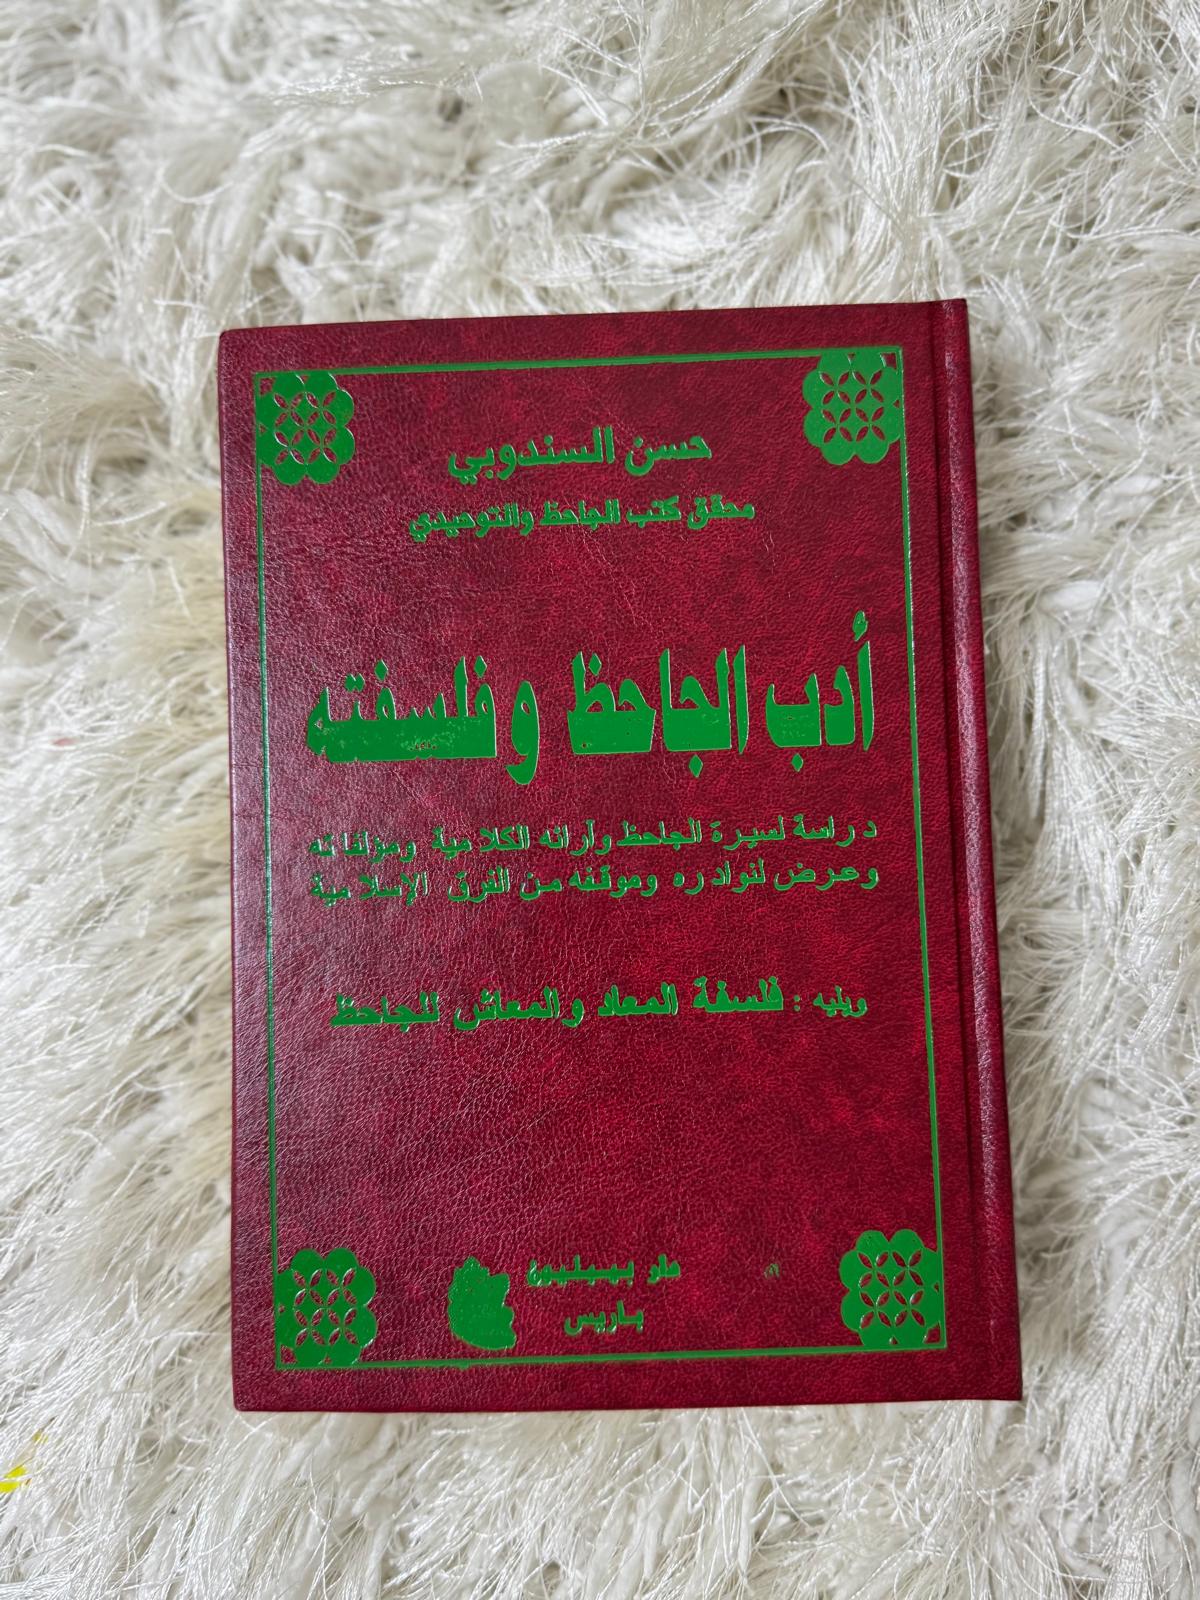 حسن السندوبي
محقق كتب الجاحظ والتوحيدي
أدب الجاحظ وفلسفته
دراسة لسيرة الجاحظ وآرائه الكلامية ومؤلفاته
وعرض لنوادره وموقفه من الفرق الإسلامية
ويليه : فلسفة المعاد والمعاش للجاحظ
دار بيبليون
باريس